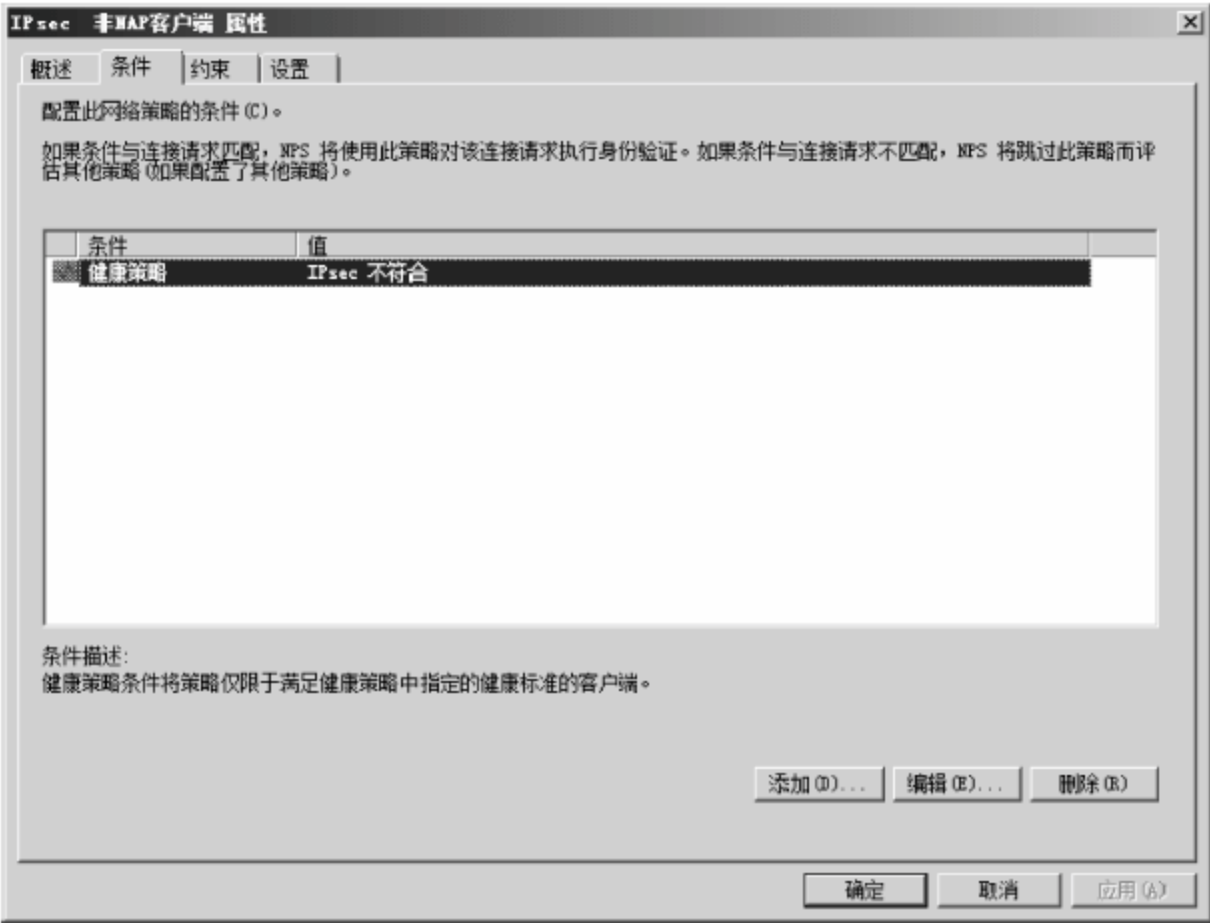 IPsec 非NAP客户端 属性
概述 条件 约束 设置
配置此网络策略的条件(C)。
如果条件与连接请求匹配，NPS 将使用此策略对该连接请求执行身份验证。如果条件与连接请求不匹配，NPS 将跳过此策略而评
估其他策略(如果配置了其他策略)。
条件 值
健康策略 IPsec 不符合
条件描述:
健康策略条件将策略仅限于满足健康策略中指定的健康标准的客户端。
添加(D)... 编辑(E)... 删除(R)
确定 取消 应用(A)